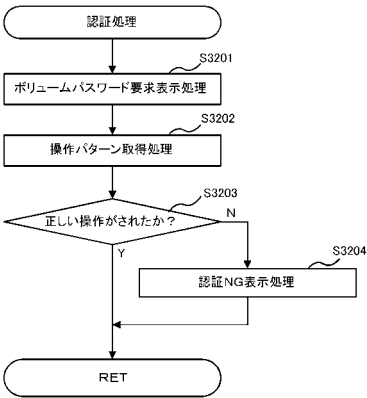 認証処理
S3201
ボリュームパスワード要求表示処理
S3202
操作パターン取得処理
S3203
正しい操作がされたか？
N
Y
S3204
認証NG表示処理
RET